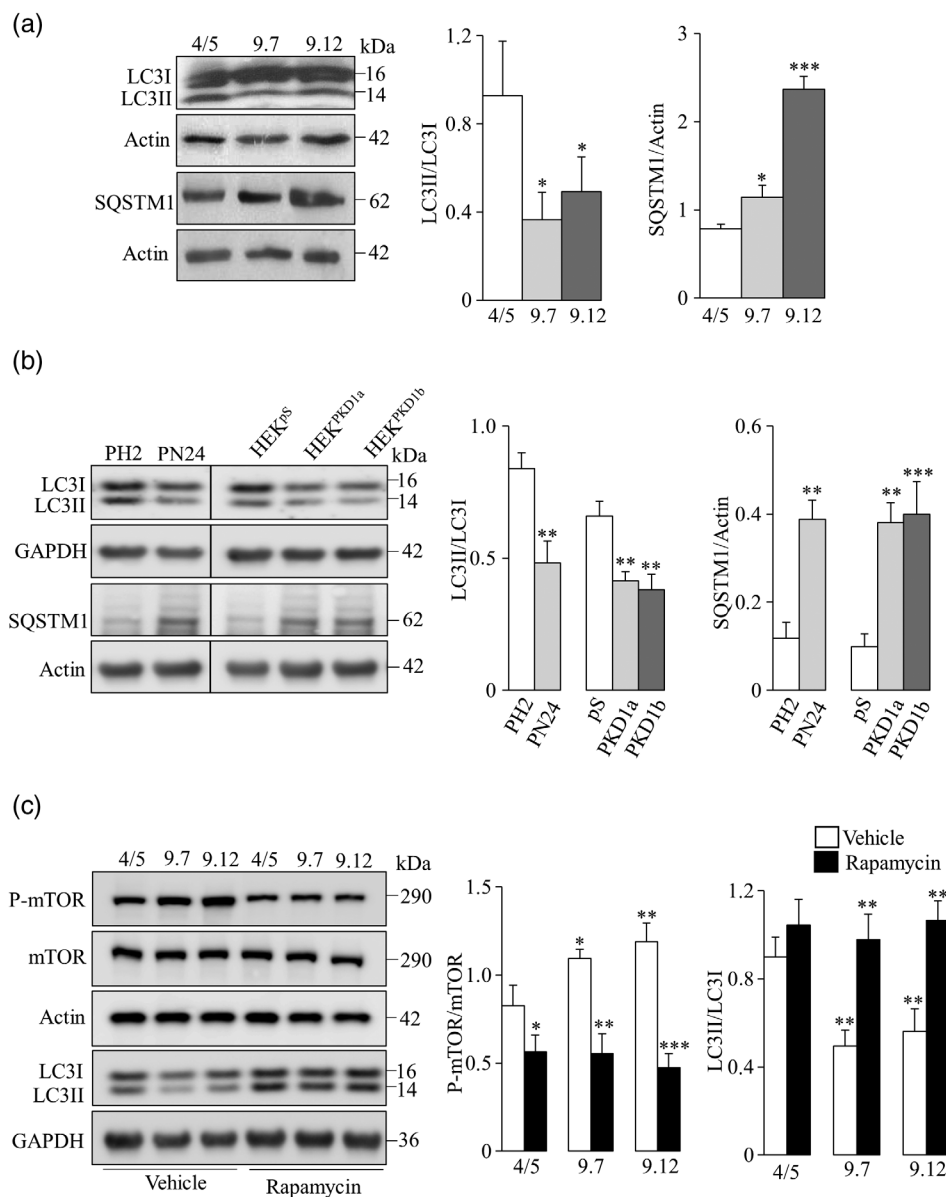 (a)
4/5 9.7 9.12 kDa
LC3I 16
LC3II 14
Actin 42
SQSTM1 62
Actin 42
LC3II/LC3I
1.2
0.8
0.4
0
* *
4/5 9.7 9.12
SQSTM1/Actin
3
2
1
0
* ***
4/5 9.7 9.12
(b)
PH2 PN24 HEKpS HEKPKD1a HEKPKD1b kDa
LC3I 16
LC3II 14
GAPDH 42
SQSTM1 62
Actin 42
LC3II/LC3I
1.0
0.5
0
** ** **
PH2 PN24 pS PKD1a PKD1b
SQSTM1/Actin
0.6
0.4
0.2
0
** ** ***
PH2 PN24 pS PKD1a PKD1b
(c)
4/5 9.7 9.12 4/5 9.7 9.12 kDa
P-mTOR 290
mTOR 290
Actin 42
LC3I 16
LC3II 14
GAPDH 36
Vehicle Rapamycin
P-mTOR/mTOR
1.5
1.0
0.5
0
* * ** ** ***
4/5 9.7 9.12
Vehicle
Rapamycin
LC3II/LC3I
1.2
0.8
0.4
0
** ** ** **
4/5 9.7 9.12